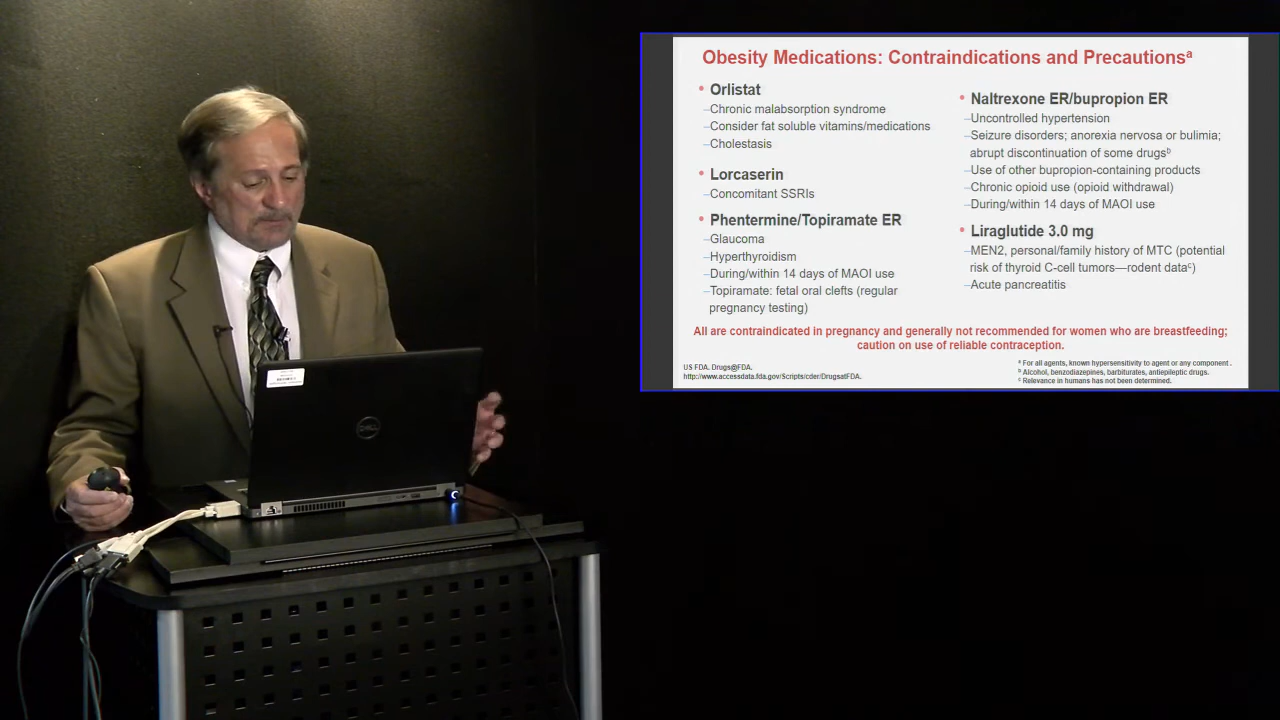 Obesity Medications: Contraindications and Precautionsᵃ
• Orlistat
–Chronic malabsorption syndrome
–Consider fat soluble vitamins/medications
–Cholestasis
• Lorcaserin
–Concomitant SSRIs
• Phentermine/Topiramate ER
–Glaucoma
–Hyperthyroidism
–During/within 14 days of MAOI use
–Topiramate: fetal oral clefts (regular
pregnancy testing)
• Naltrexone ER/bupropion ER
–Uncontrolled hypertension
–Seizure disorders; anorexia nervosa or bulimia;
abrupt discontinuation of some drugsᵇ
–Use of other bupropion-containing products
–Chronic opioid use (opioid withdrawal)
–During/within 14 days of MAOI use
• Liraglutide 3.0 mg
–MEN2, personal/family history of MTC (potential
risk of thyroid C-cell tumors—rodent dataᶜ)
–Acute pancreatitis
All are contraindicated in pregnancy and generally not recommended for women who are breastfeeding;
caution on use of reliable contraception.
US FDA. Drugs@FDA.
http://www.accessdata.fda.gov/Scripts/cder/DrugsatFDA.
ᵃ For all agents, known hypersensitivity to agent or any component .
ᵇ Alcohol, benzodiazepines, barbiturates, antiepileptic drugs.
ᶜ Relevance in humans has not been determined.
DELL